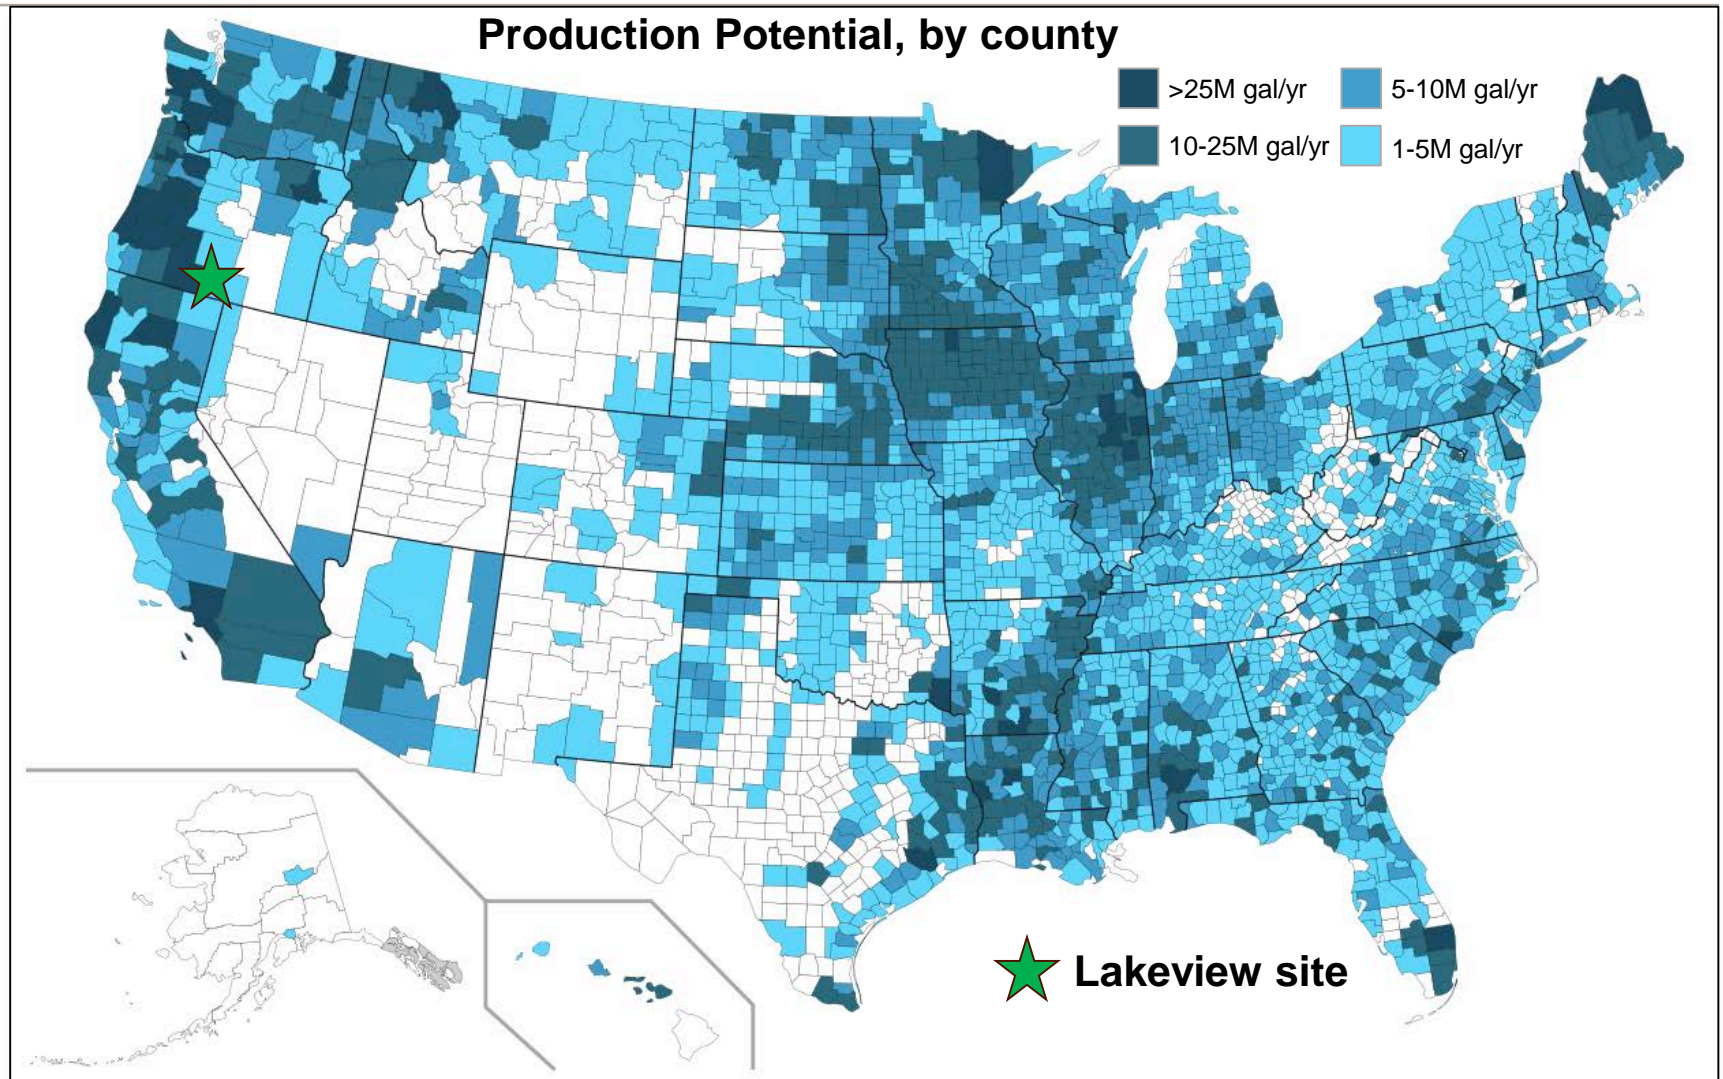 Production Potential, by county
>25M gal/yr
5-10M gal/yr
10-25M gal/yr
1-5M gal/yr
Lakeview site